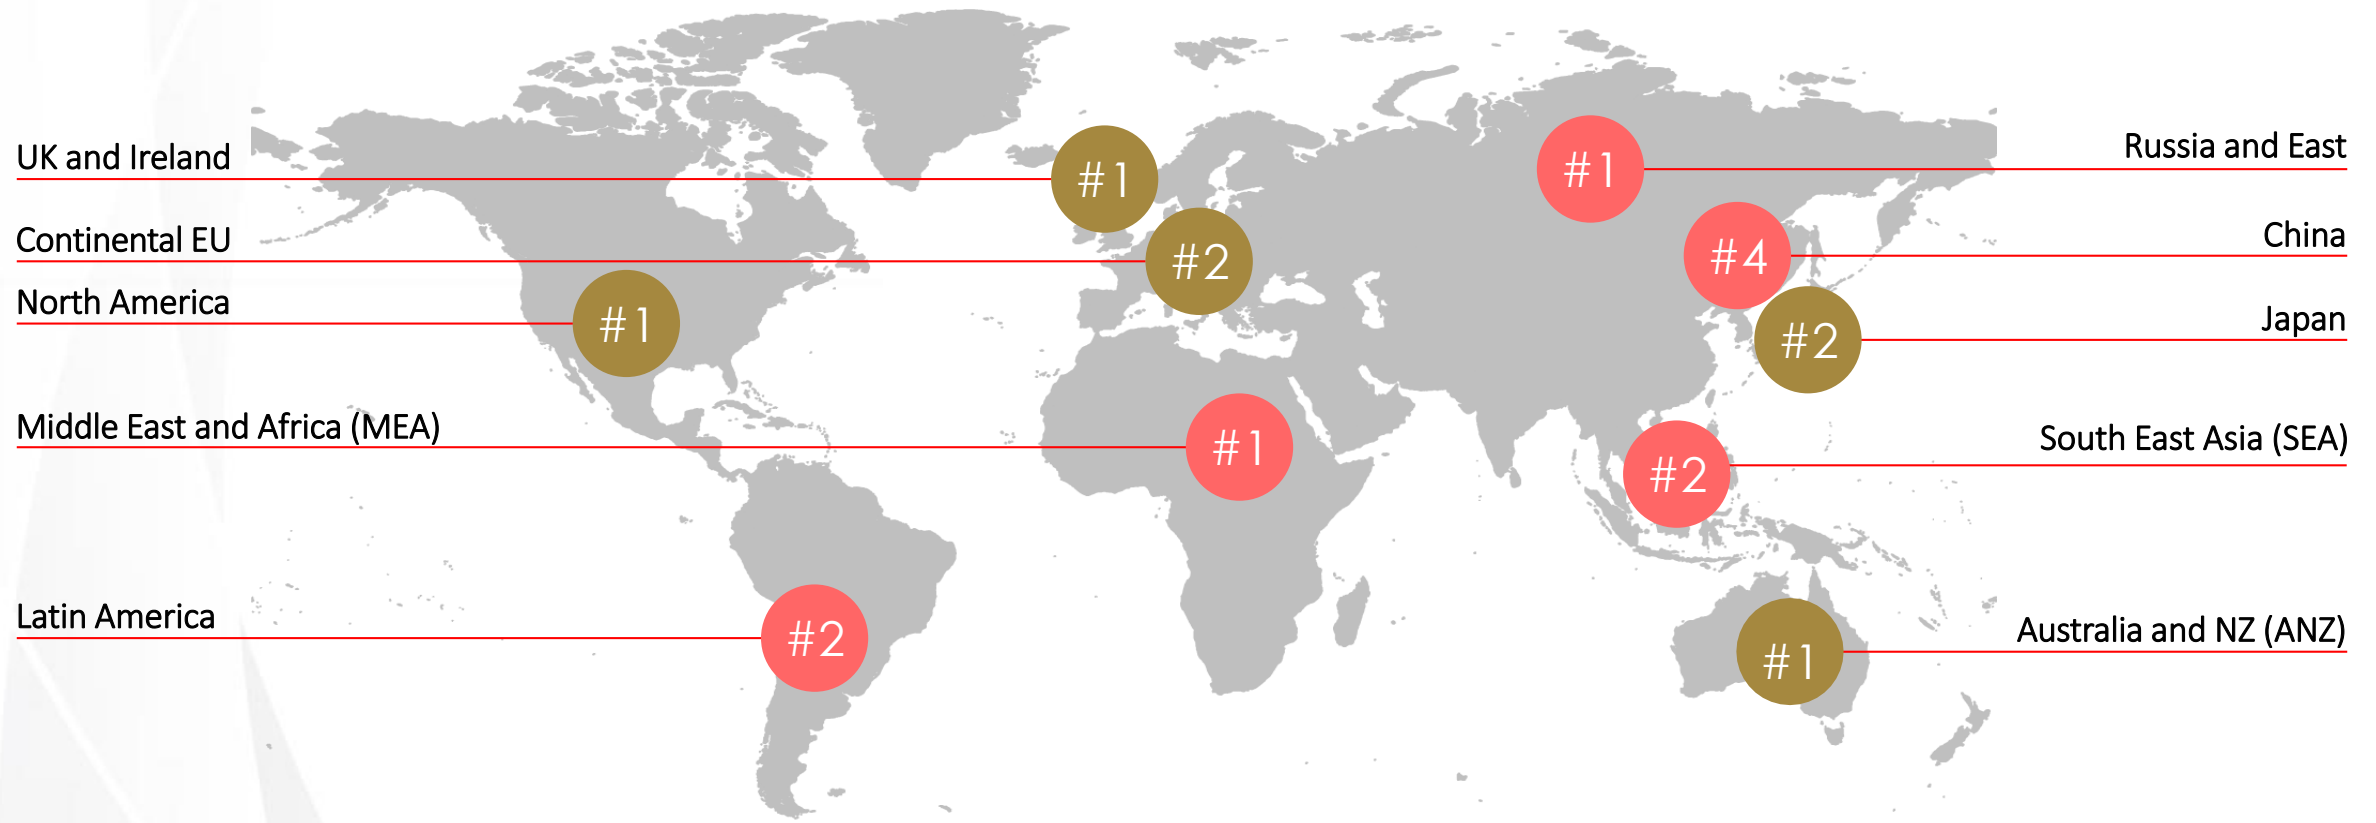 UK and Ireland
#1
Continental EU
#2
North America
#1
Middle East and Africa (MEA)
#1
Latin America
#2
Russia and East
#1
China
#4
Japan
#2
South East Asia (SEA)
#2
Australia and NZ (ANZ)
#1